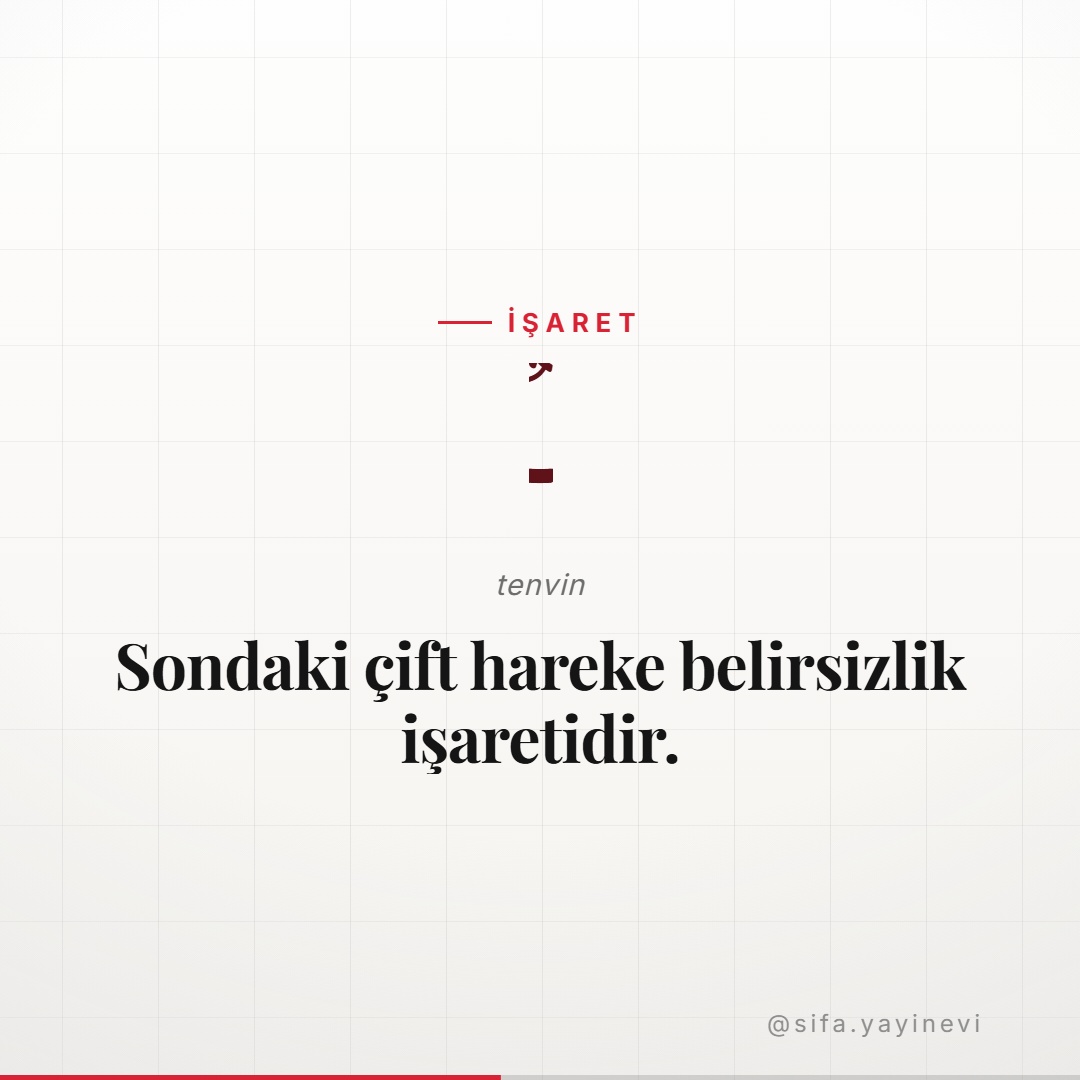 İŞARET
tenvin
Sondaki çift hareke belirsizlik
işaretidir.
@sifa.yayinevi